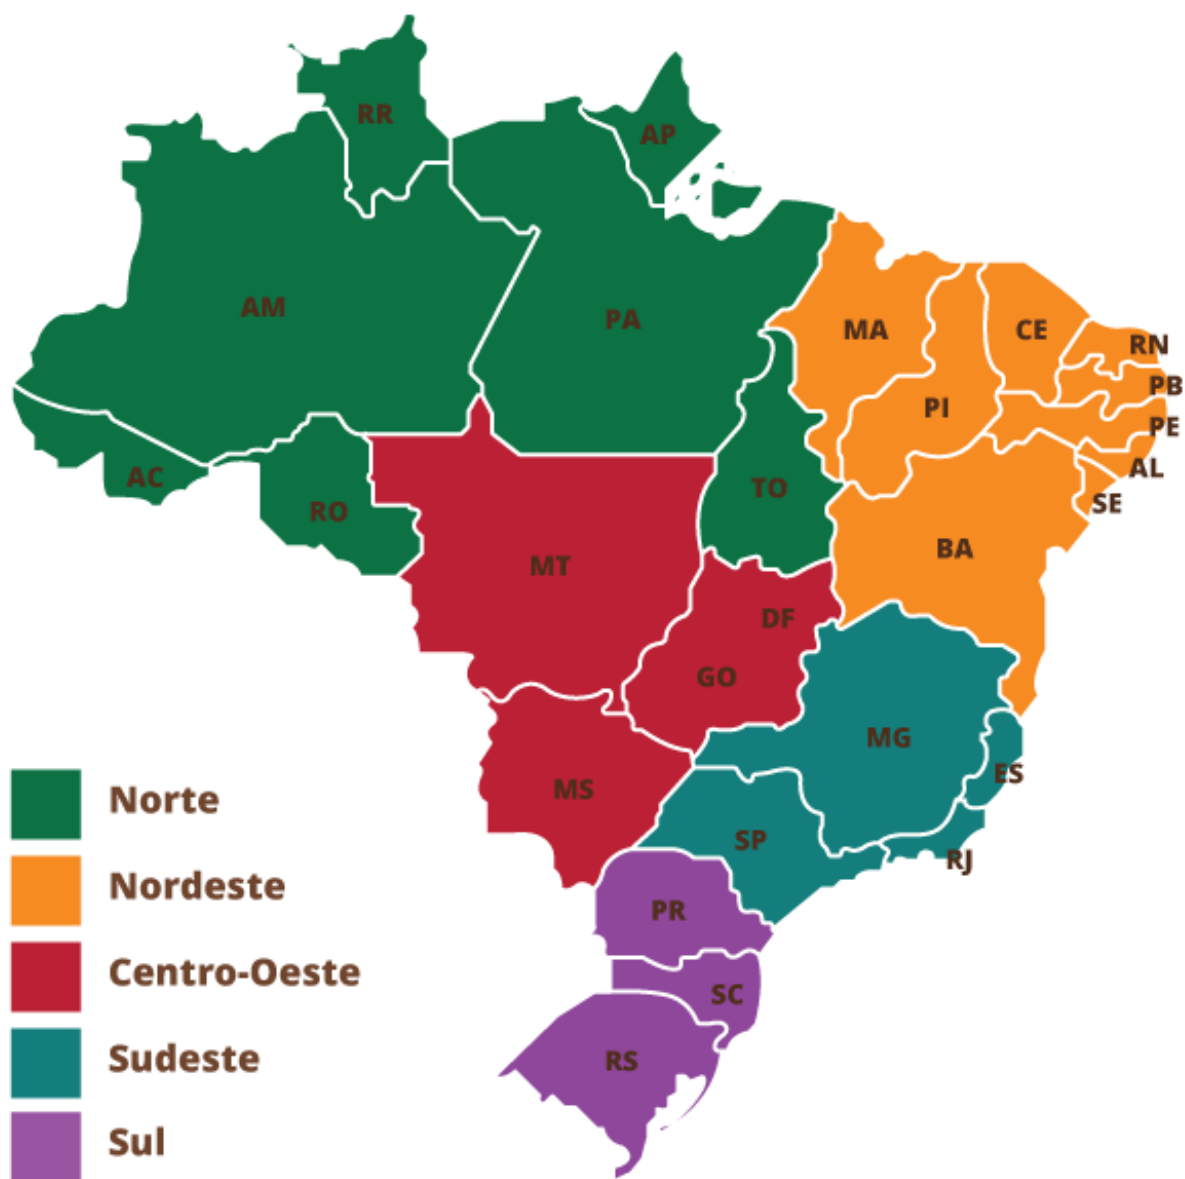 RR
AP
AM
PA
MA
CE
RN
PB
PI
PE
AL
AC
TO
SE
RO
BA
MT
DF
GO
MG
ES
MS
SP
RJ
PR
SC
RS
Norte
Nordeste
Centro-Oeste
Sudeste
Sul